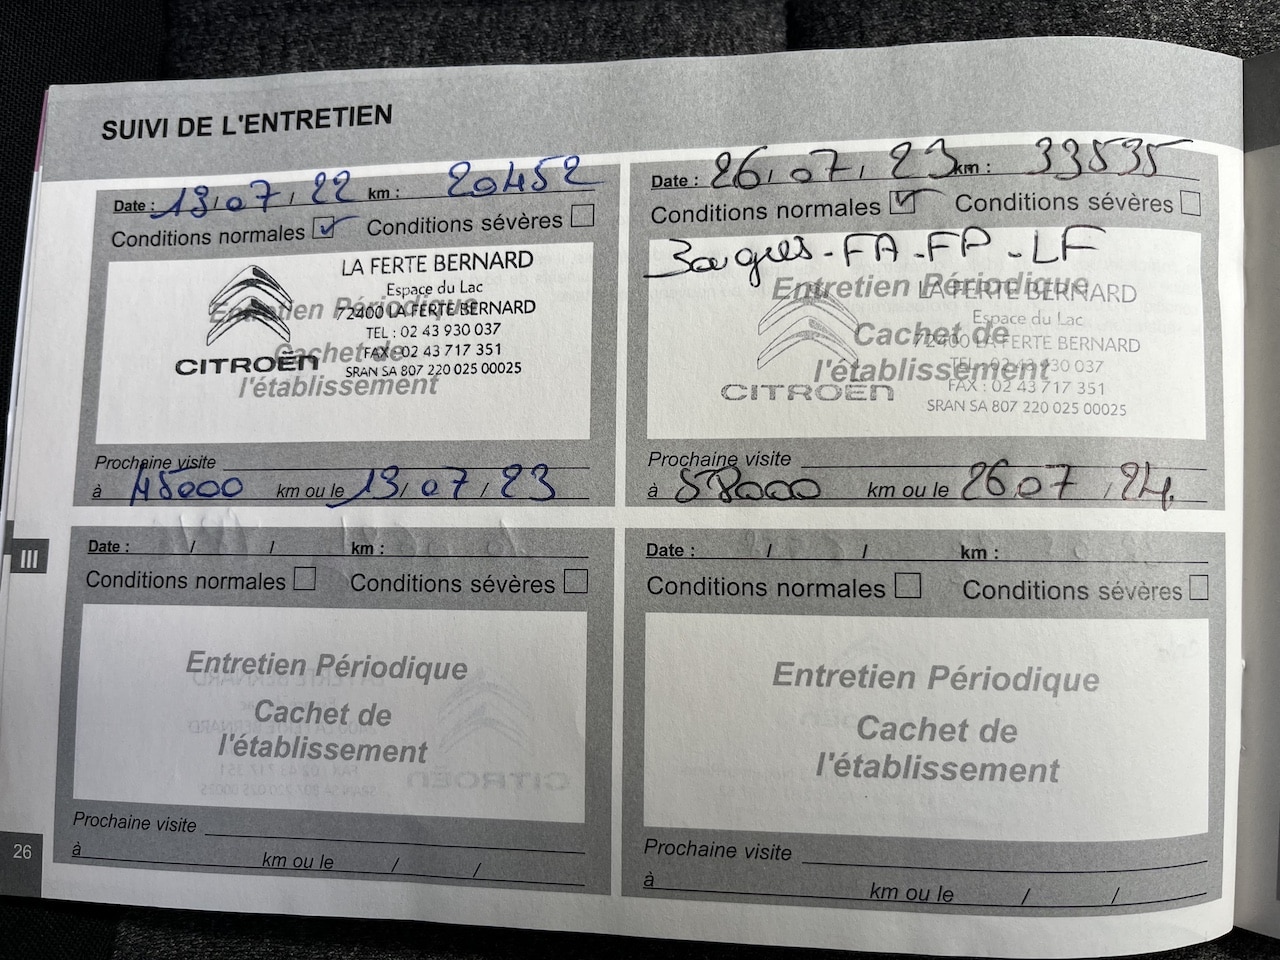 SUIVI DE L'ENTRETIEN
Date : 13/07/22 km : 20452
Conditions normales Conditions sévères
LA FERTE BERNARD
Espace du Lac
72400 LA FERTE BERNARD
TEL : 02 43 930 037
FAX : 02 43 717 351
SRAN SA 807 220 025 00025
CITROËN
Entretien Périodique
Cachet de
l'établissement
Prochaine visite
à 45000 km ou le 13/07/23
Date : 26/07/23 km : 33535
Conditions normales Conditions sévères
Bougies - FA - FP - LF
Entretien Périodique
Cachet de
l'établissement
LA FERTE BERNARD
Espace du Lac
72400 LA FERTE BERNARD
TEL : 02 43 930 037
FAX : 02 43 717 351
SRAN SA 807 220 025 00025
CITROËN
Prochaine visite
à 58000 km ou le 26/07/24
III
Date : / / km :
Conditions normales Conditions sévères
Entretien Périodique
Cachet de
l'établissement
Prochaine visite
à km ou le / /
Date : / / km :
Conditions normales Conditions sévères
Entretien Périodique
Cachet de
l'établissement
Prochaine visite
à km ou le / /
26